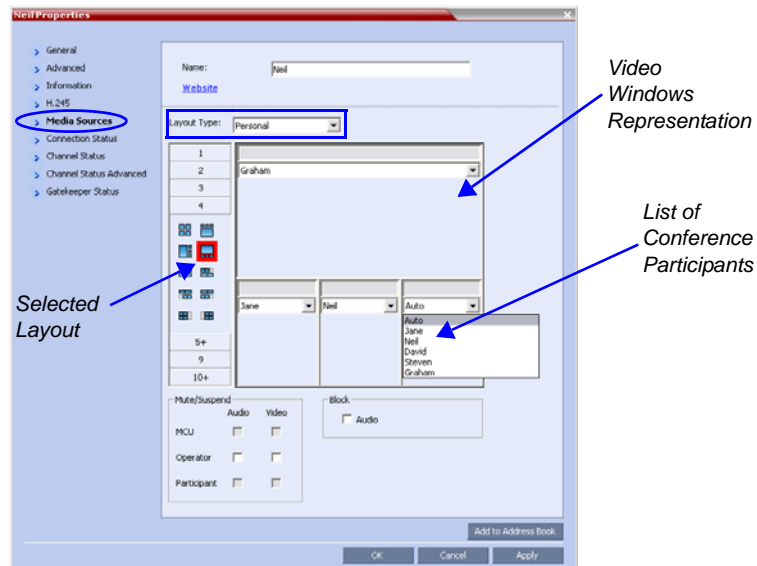 Neil Properties
General
Advanced
Information
H.245
Media Sources
Connection Status
Channel Status
Channel Status Advanced
Gatekeeper Status
Name: Neil
Website
Layout Type: Personal
1
2
3
4
5+
9
10+
Graham
Jane
Neil
Auto
Auto
Jane
Neil
David
Steven
Graham
Mute/Suspend
Audio Video
MCU
Operator
Participant
Block
Audio
Add to Address Book
OK
Cancel
Apply
Video
Windows
Representation
List of
Conference
Participants
Selected
Layout